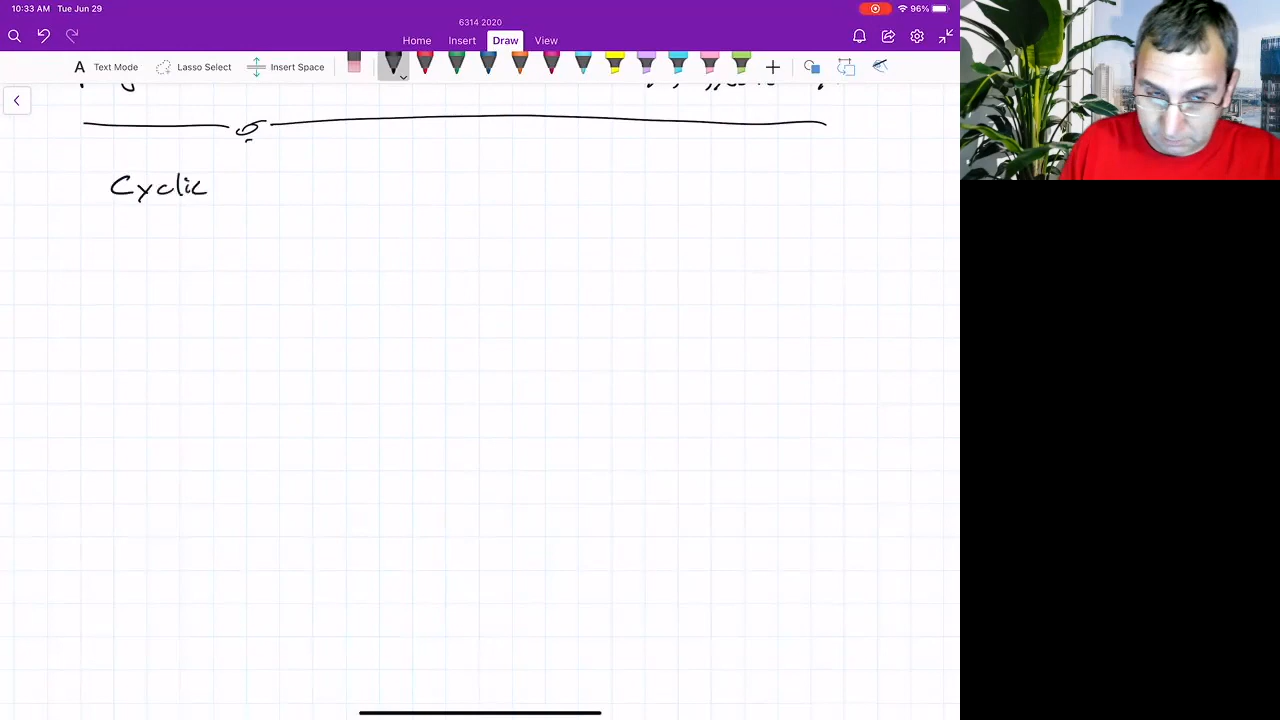 10:33 AM Tue Jun 29
96%
6314 2020
Home Insert Draw View
A Text Mode Lasso Select Insert Space
Cyclic